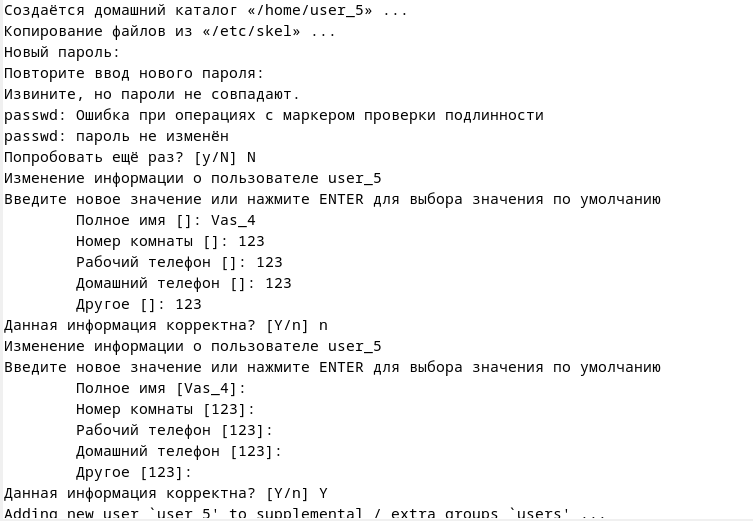 Создаётся домашний каталог «/home/user_5» ...
Копирование файлов из «/etc/skel» ...
Новый пароль:
Повторите ввод нового пароля:
Извините, но пароли не совпадают.
passwd: Ошибка при операциях с маркером проверки подлинности
passwd: пароль не изменён
Попробовать ещё раз? [y/N] N
Изменение информации о пользователе user_5
Введите новое значение или нажмите ENTER для выбора значения по умолчанию
Полное имя []: Vas_4
Номер комнаты []: 123
Рабочий телефон []: 123
Домашний телефон []: 123
Другое []: 123
Данная информация корректна? [Y/n] n
Изменение информации о пользователе user_5
Введите новое значение или нажмите ENTER для выбора значения по умолчанию
Полное имя [Vas_4]:
Номер комнаты [123]:
Рабочий телефон [123]:
Домашний телефон [123]:
Другое [123]:
Данная информация корректна? [Y/n] Y
Adding new user `user_5' to supplemental / extra groups `users' ...